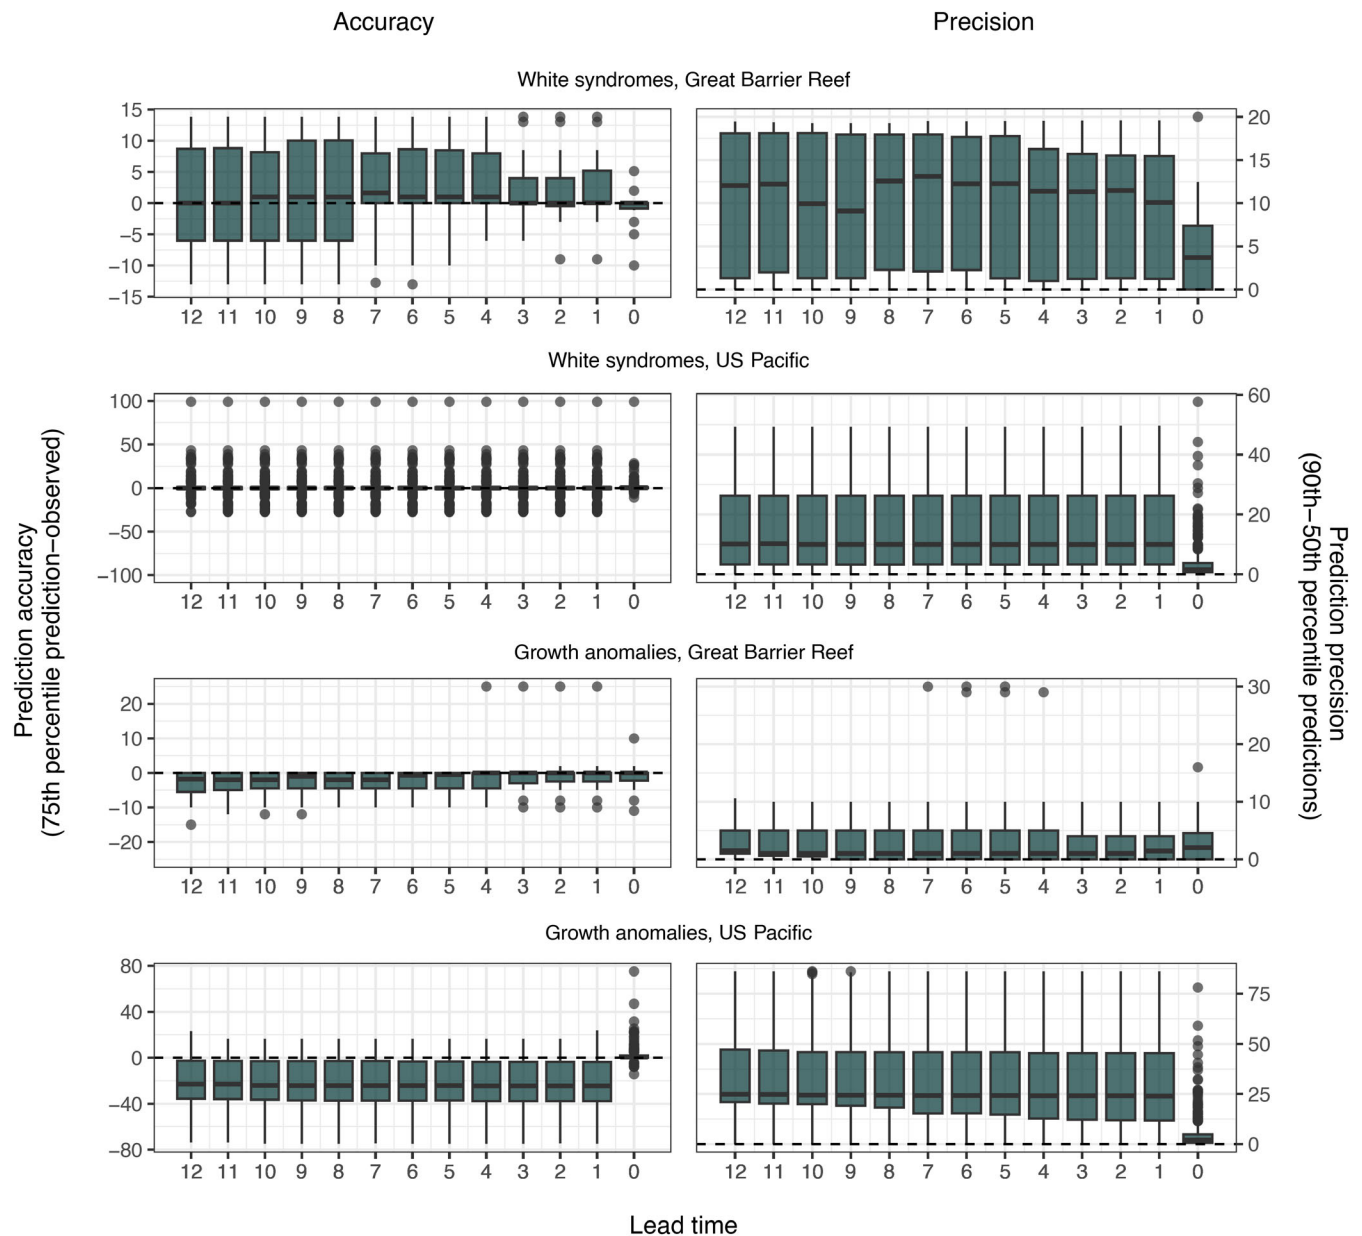 Accuracy
Precision
White syndromes, Great Barrier Reef
15
10
5
0
−5
−10
−15
12 11 10 9 8 7 6 5 4 3 2 1 0
20
15
10
5
0
12 11 10 9 8 7 6 5 4 3 2 1 0
White syndromes, US Pacific
100
50
0
−50
−100
12 11 10 9 8 7 6 5 4 3 2 1 0
60
40
20
0
12 11 10 9 8 7 6 5 4 3 2 1 0
Growth anomalies, Great Barrier Reef
20
10
0
−10
−20
12 11 10 9 8 7 6 5 4 3 2 1 0
30
20
10
0
12 11 10 9 8 7 6 5 4 3 2 1 0
Growth anomalies, US Pacific
80
40
0
−40
−80
12 11 10 9 8 7 6 5 4 3 2 1 0
75
50
25
0
12 11 10 9 8 7 6 5 4 3 2 1 0
Prediction accuracy
(75th percentile prediction−observed)
Prediction precision
(90th−50th percentile predictions)
Lead time